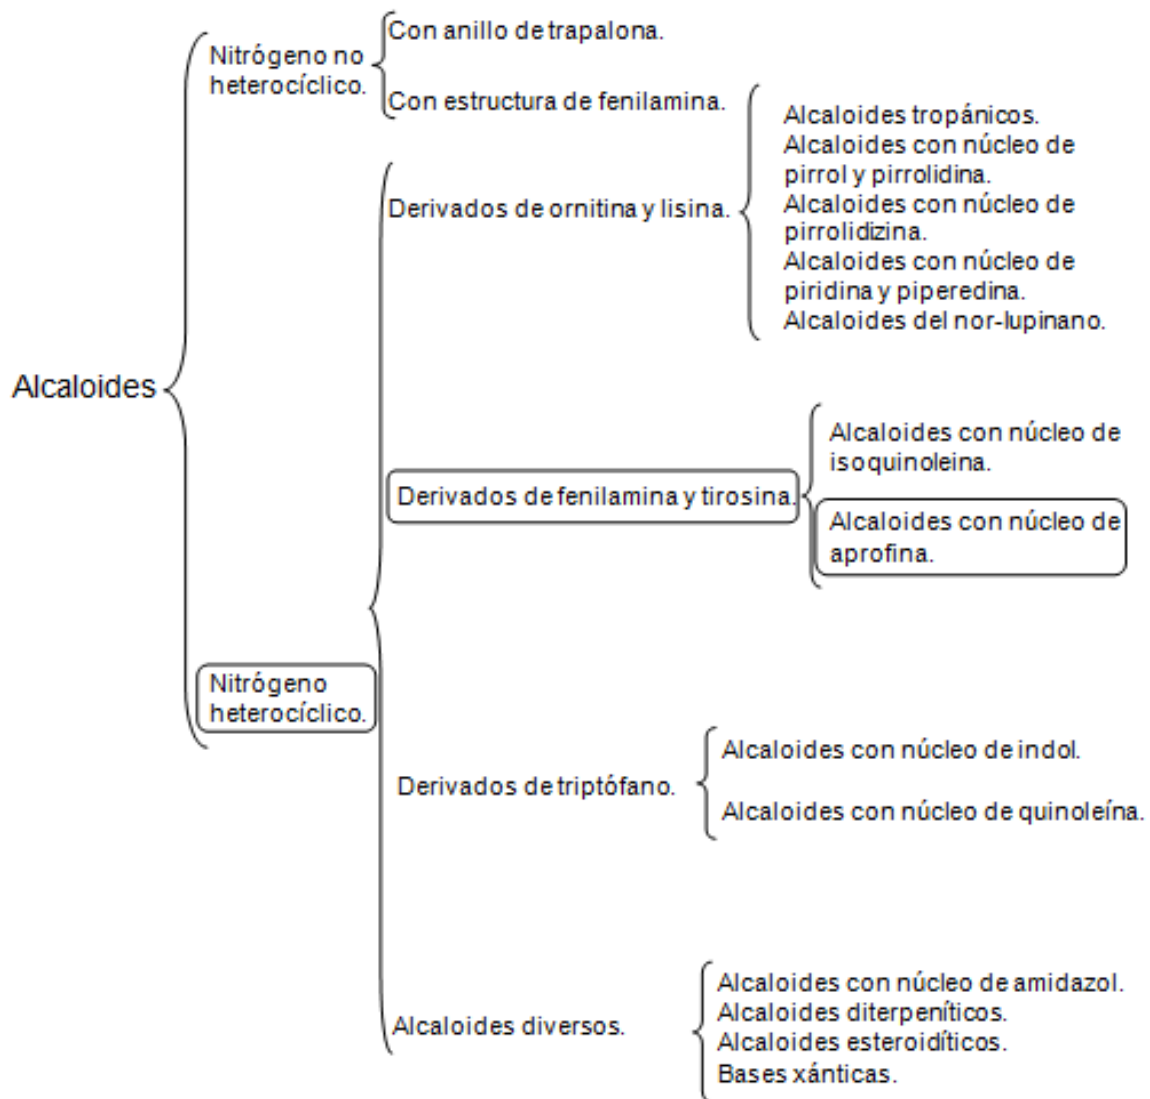 Alcaloides
Nitrógeno no
heterocíclico.
Con anillo de trapalona.
Con estructura de fenilamina.
Nitrógeno
heterocíclico.
Derivados de ornitina y lisina.
Alcaloides tropánicos.
Alcaloides con núcleo de
pirrol y pirrolidina.
Alcaloides con núcleo de
pirrolidizina.
Alcaloides con núcleo de
piridina y piperedina.
Alcaloides del nor-lupinano.
Derivados de fenilamina y tirosina.
Alcaloides con núcleo de
isoquinoleina.
Alcaloides con núcleo de
aprofina.
Derivados de triptófano.
Alcaloides con núcleo de indol.
Alcaloides con núcleo de quinoleína.
Alcaloides diversos.
Alcaloides con núcleo de amidazol.
Alcaloides diterpeníticos.
Alcaloides esteroidíticos.
Bases xánticas.